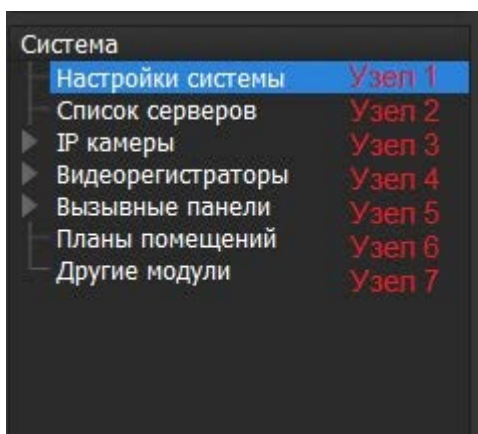 Система
Настройки системы Узел 1
Список серверов Узел 2
IP камеры Узел 3
Видеорегистраторы Узел 4
Вызывные панели Узел 5
Планы помещений Узел 6
Другие модули Узел 7